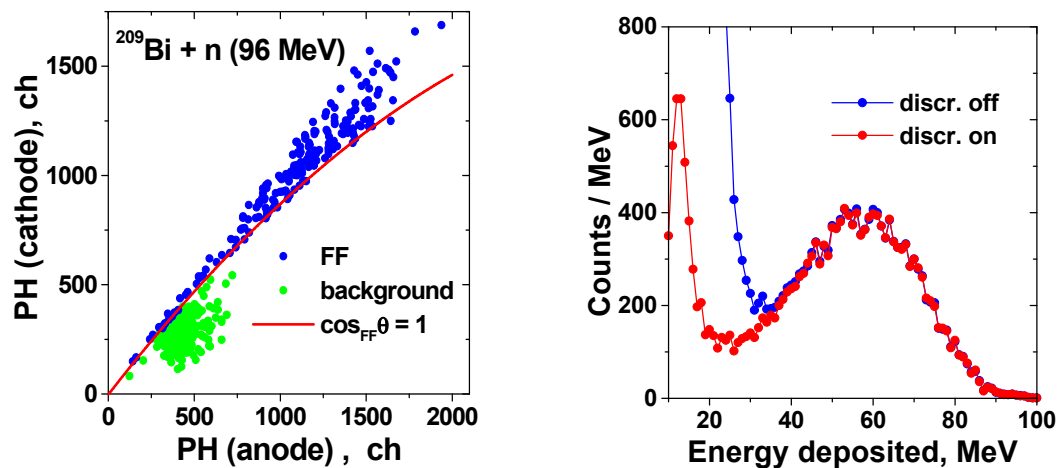 ²⁰⁹Bi + n (96 MeV)
PH (cathode), ch
1500
1000
500
0
FF
background
cos_FF θ = 1
0 500 1000 1500 2000
PH (anode) , ch
800
600
400
200
0
Counts / MeV
discr. off
discr. on
20 40 60 80 100
Energy deposited, MeV